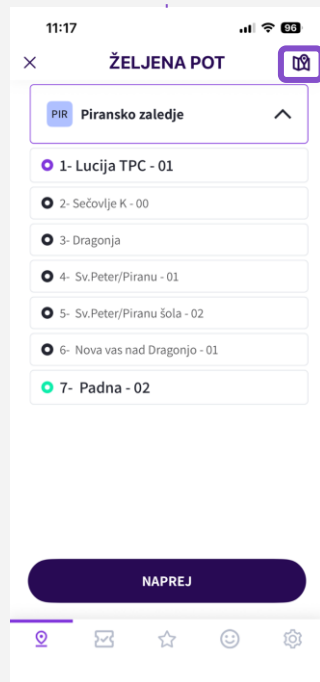 11:17
96
ŽELJENA POT
PIR Piransko zaledje
1- Lucija TPC - 01
2- Sečovlje K - 00
3- Dragonja
4- Sv.Peter/Piranu - 01
5- Sv.Peter/Piranu šola - 02
6- Nova vas nad Dragonjo - 01
7- Padna - 02
NAPREJ